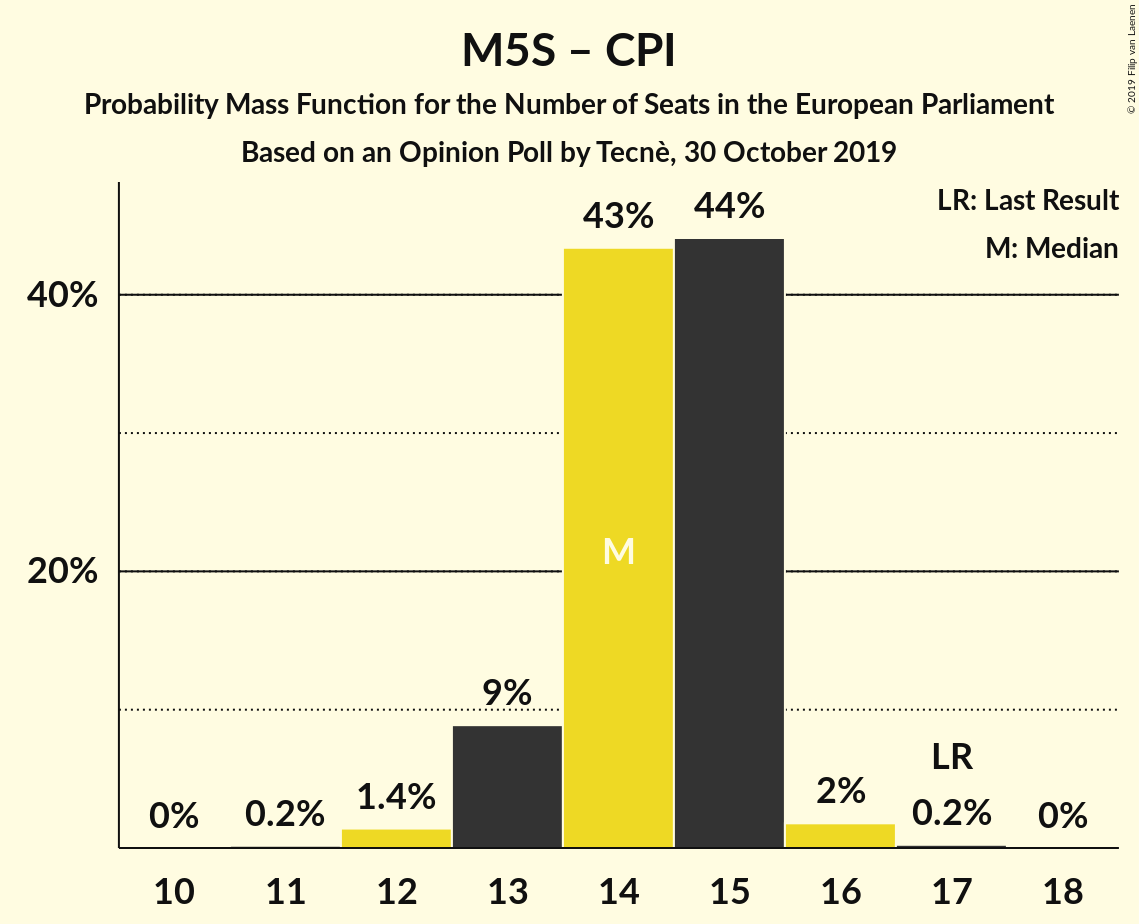 M5S – CPI
Probability Mass Function for the Number of Seats in the European Parliament
Based on an Opinion Poll by Tecnè, 30 October 2019
© 2019 Filip van Laenen
LR: Last Result
M: Median
40%
20%
0%
0.2%
1.4%
9%
43%
M
44%
2%
LR
0.2%
0%
10 11 12 13 14 15 16 17 18